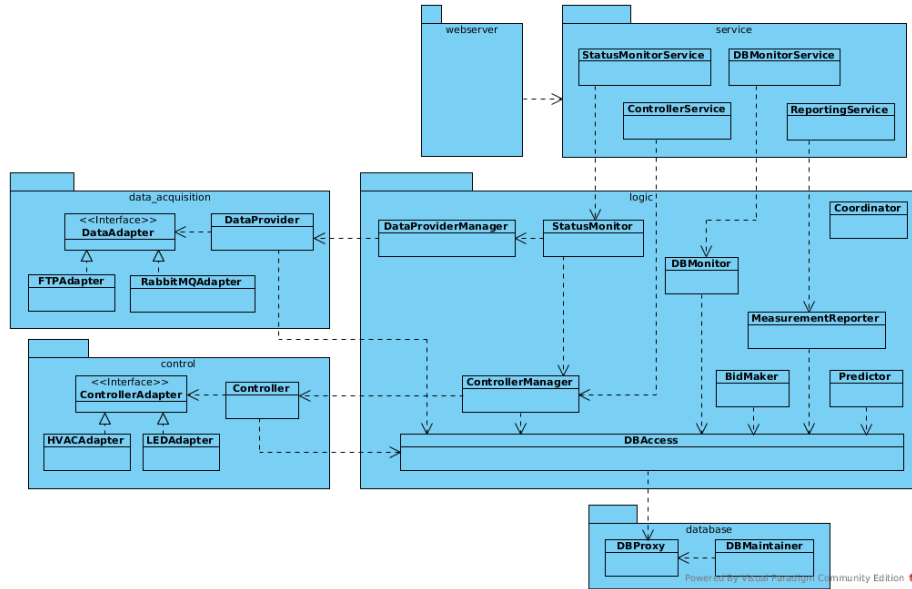 webserver
service
StatusMonitorService
DBMonitorService
ControllerService
ReportingService
data_acquisition
<<Interface>>
DataAdapter
DataProvider
FTPAdapter
RabbitMQAdapter
logic
DataProviderManager
StatusMonitor
Coordinator
DBMonitor
MeasurementReporter
control
<<Interface>>
ControllerAdapter
Controller
HVACAdapter
LEDAdapter
ControllerManager
BidMaker
Predictor
DBAccess
database
DBProxy
DBMaintainer
Powered By Visual Paradigm Community Edition